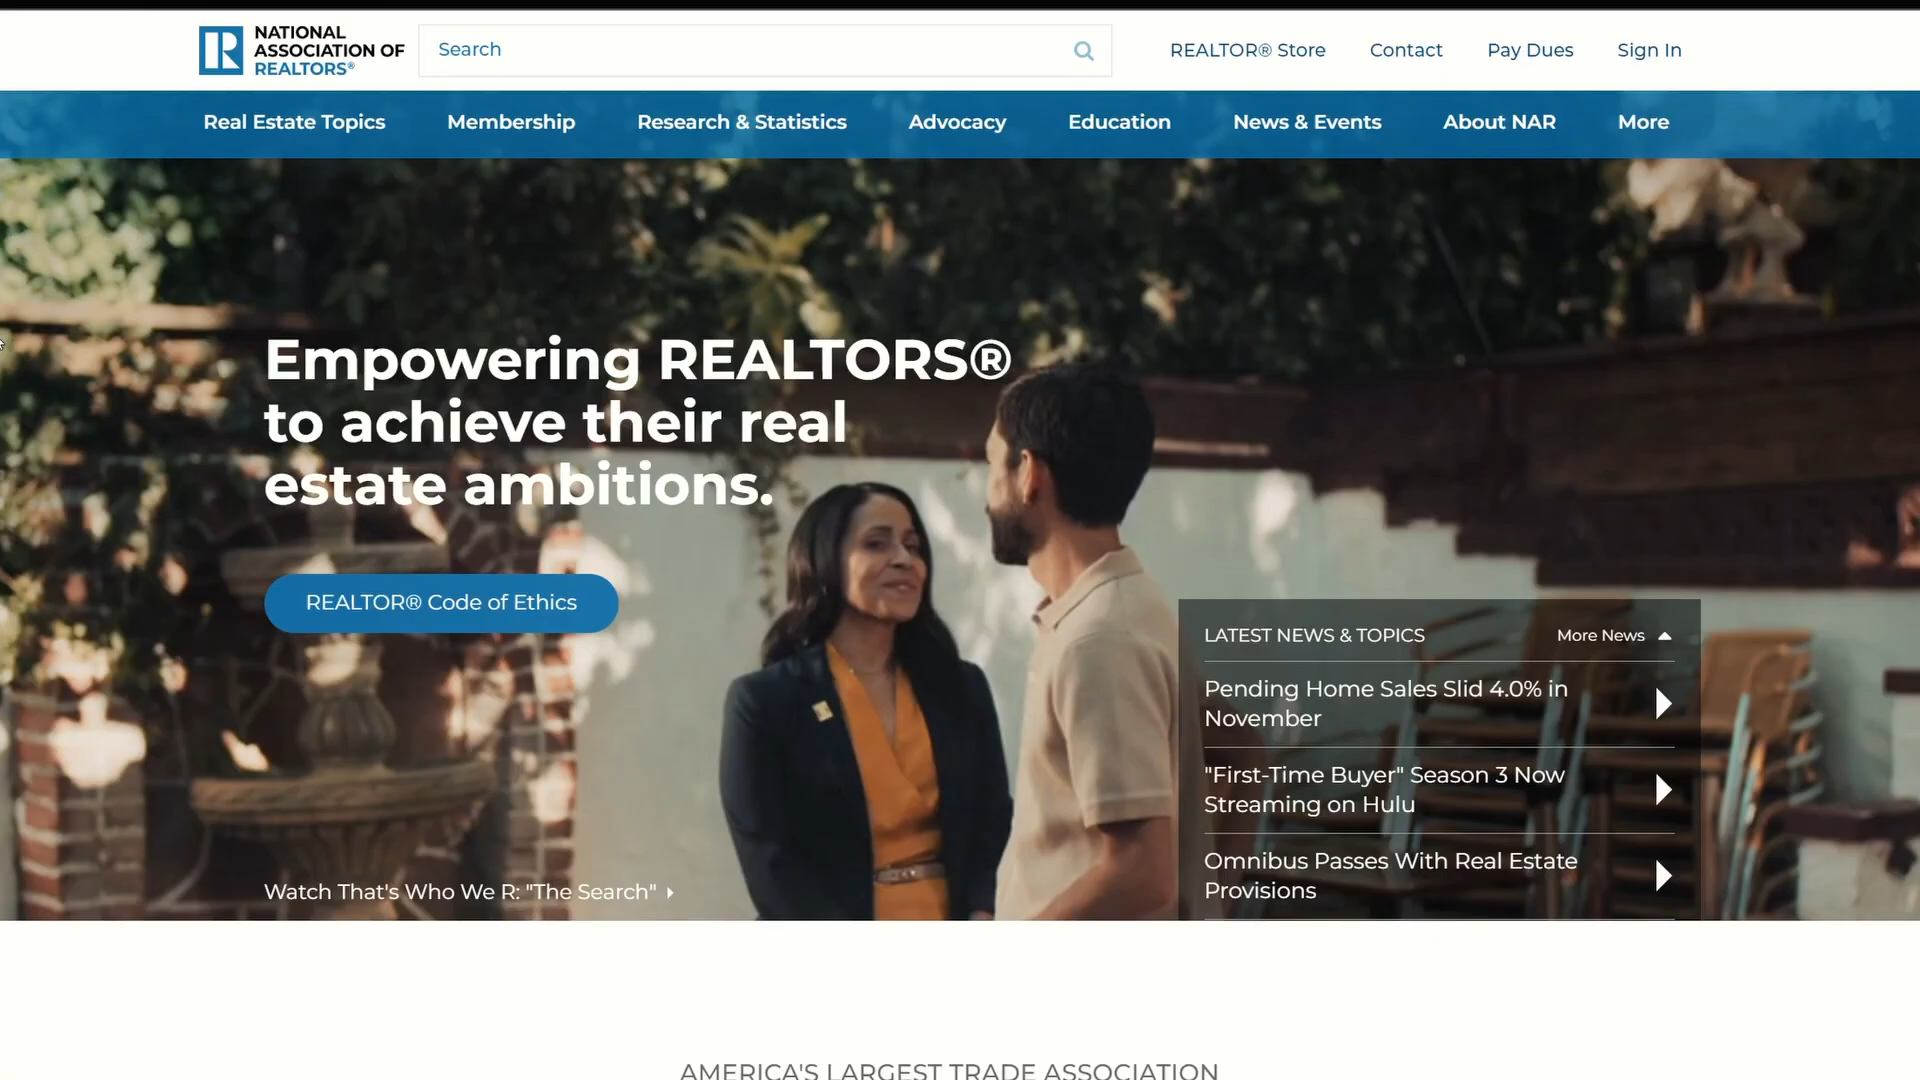 NATIONAL
ASSOCIATION OF
REALTORS®
Search
REALTOR® Store
Contact
Pay Dues
Sign In
Real Estate Topics
Membership
Research & Statistics
Advocacy
Education
News & Events
About NAR
More
Empowering REALTORS®
to achieve their real
estate ambitions.
REALTOR® Code of Ethics
Watch That's Who We R: "The Search"
LATEST NEWS & TOPICS
More News
Pending Home Sales Slid 4.0% in
November
"First-Time Buyer" Season 3 Now
Streaming on Hulu
Omnibus Passes With Real Estate
Provisions
AMERICA'S LARGEST TRADE ASSOCIATION